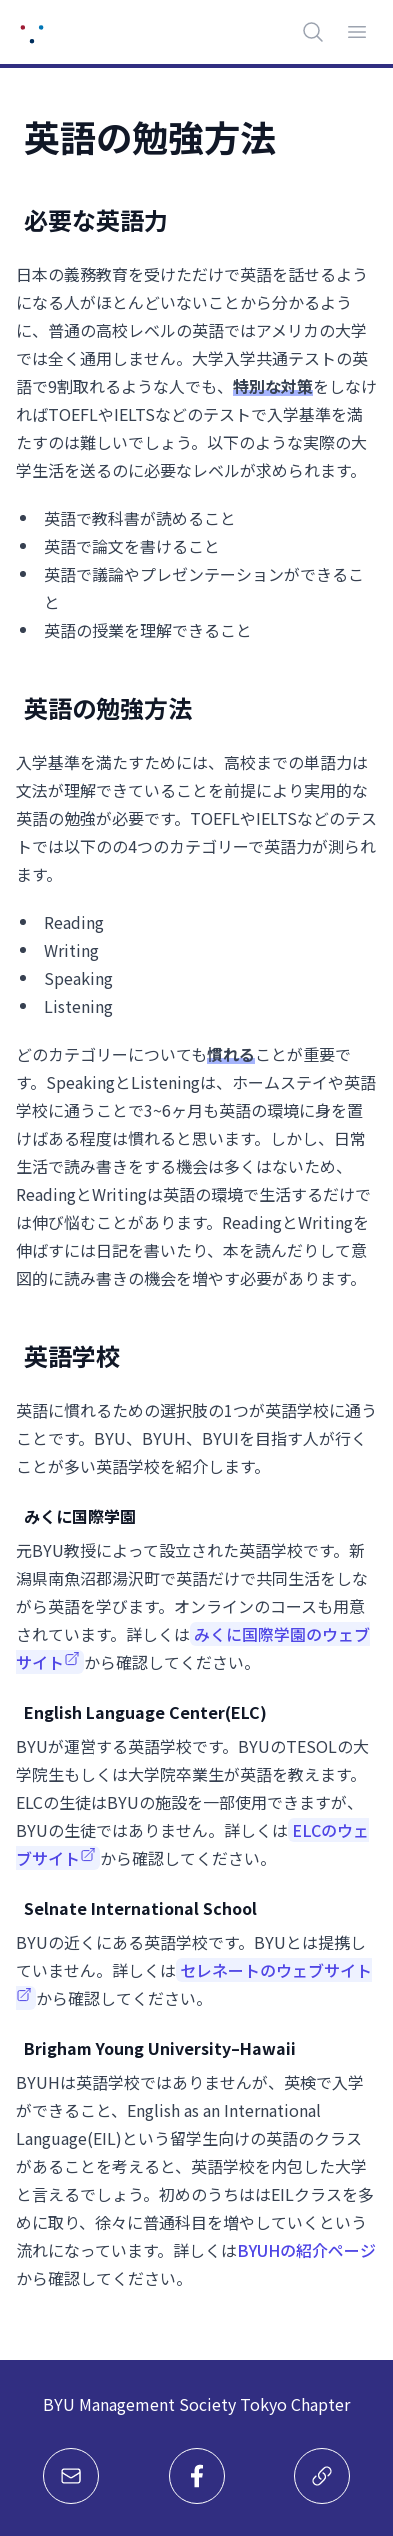 英語の勉強方法
必要な英語力
日本の義務教育を受けただけで英語を話せるよう
になる人がほとんどいないことから分かるよう
に、普通の高校レベルの英語ではアメリカの大学
では全く通用しません。大学入学共通テストの英
語で9割取れるような人でも、特別な対策をしなけ
ればTOEFLやIELTSなどのテストで入学基準を満
たすのは難しいでしょう。以下のような実際の大
学生活を送るのに必要なレベルが求められます。
• 英語で教科書が読めること
• 英語で論文を書けること
• 英語で議論やプレゼンテーションができるこ
と
• 英語の授業を理解できること
英語の勉強方法
入学基準を満たすためには、高校までの単語力は
文法が理解できていることを前提により実用的な
英語の勉強が必要です。TOEFLやIELTSなどのテス
トでは以下のの4つのカテゴリーで英語力が測られ
ます。
• Reading
• Writing
• Speaking
• Listening
どのカテゴリーについても慣れることが重要で
す。SpeakingとListeningは、ホームステイや英語
学校に通うことで3~6ヶ月も英語の環境に身を置
けばある程度は慣れると思います。しかし、日常
生活で読み書きをする機会は多くはないため、
ReadingとWritingは英語の環境で生活するだけで
は伸び悩むことがあります。ReadingとWritingを
伸ばすには日記を書いたり、本を読んだりして意
図的に読み書きの機会を増やす必要があります。
英語学校
英語に慣れるための選択肢の1つが英語学校に通う
ことです。BYU、BYUH、BYUIを目指す人が行く
ことが多い英語学校を紹介します。
みくに国際学園
元BYU教授によって設立された英語学校です。新
潟県南魚沼郡湯沢町で英語だけで共同生活をしな
がら英語を学びます。オンラインのコースも用意
されています。詳しくはみくに国際学園のウェブ
サイトから確認してください。
English Language Center(ELC)
BYUが運営する英語学校です。BYUのTESOLの大
学院生もしくは大学院卒業生が英語を教えます。
ELCの生徒はBYUの施設を一部使用できますが、
BYUの生徒ではありません。詳しくはELCのウェ
ブサイトから確認してください。
Selnate International School
BYUの近くにある英語学校です。BYUとは提携し
ていません。詳しくはセレネートのウェブサイト
から確認してください。
Brigham Young University–Hawaii
BYUHは英語学校ではありませんが、英検で入学
ができること、English as an International
Language(EIL)という留学生向けの英語のクラス
があることを考えると、英語学校を内包した大学
と言えるでしょう。初めのうちははEILクラスを多
めに取り、徐々に普通科目を増やしていくという
流れになっています。詳しくはBYUHの紹介ページ
から確認してください。
BYU Management Society Tokyo Chapter